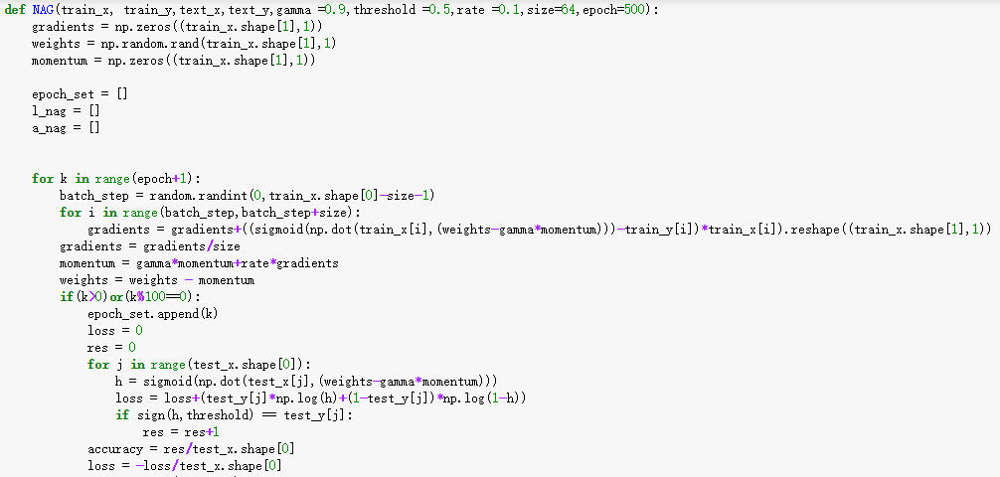 def NAG(train_x, train_y,text_x,text_y,gamma =0.9,threshold =0.5,rate =0.1,size=64,epoch=500):
    gradients = np.zeros((train_x.shape[1],1))
    weights = np.random.rand(train_x.shape[1],1)
    momentum = np.zeros((train_x.shape[1],1))
    epoch_set = []
    l_nag = []
    a_nag = []
    for k in range(epoch+1):
        batch_step = random.randint(0,train_x.shape[0]-size-1)
        for i in range(batch_step,batch_step+size):
            gradients = gradients+((sigmoid(np.dot(train_x[i],(weights-gamma*momentum)))-train_y[i])*train_x[i]).reshape((train_x.shape[1],1))
        gradients = gradients/size
        momentum = gamma*momentum+rate*gradients
        weights = weights - momentum
        if(k>0)or(k%100==0):
            epoch_set.append(k)
            loss = 0
            res = 0
            for j in range(test_x.shape[0]):
                h = sigmoid(np.dot(test_x[j],(weights-gamma*momentum)))
                loss = loss+(test_y[j]*np.log(h)+(1-test_y[j])*np.log(1-h))
                if sign(h,threshold) == test_y[j]:
                    res = res+1
            accuracy = res/test_x.shape[0]
            loss = -loss/test_x.shape[0]